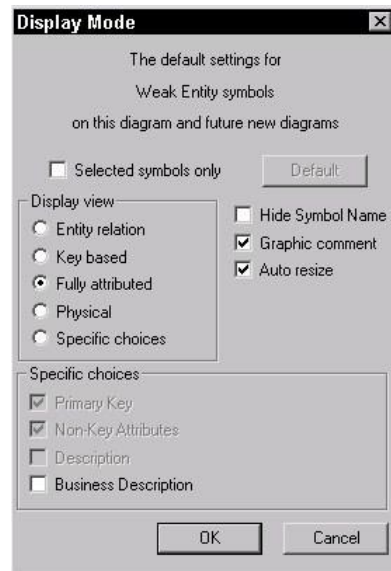 Display Mode
The default settings for
Weak Entity symbols
on this diagram and future new diagrams
Selected symbols only
Default
Display view
Entity relation
Key based
Fully attributed
Physical
Specific choices
Hide Symbol Name
Graphic comment
Auto resize
Specific choices
Primary Key
Non-Key Attributes
Description
Business Description
OK
Cancel